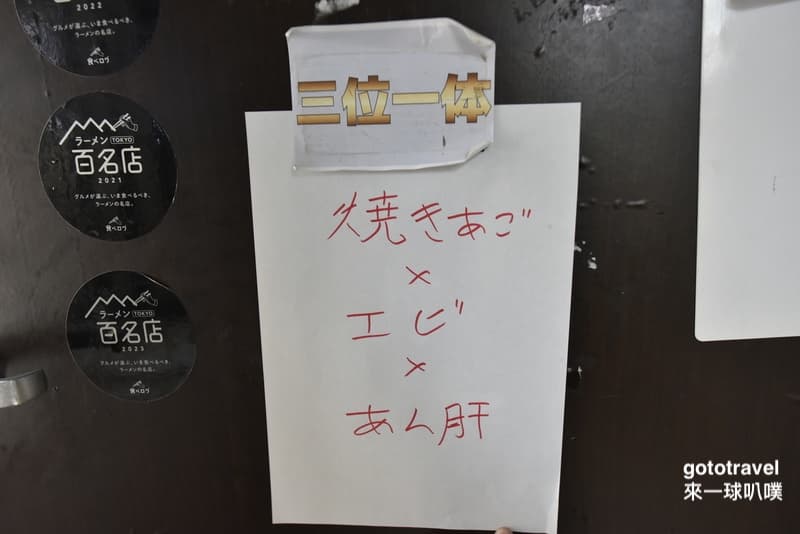 2022
グルメが選ぶ、いま食べるべき、
ラーメンの名店。
食べログ
ラーメン TOKYO
百名店
2021
グルメが選ぶ、いま食べるべき、
ラーメンの名店。
食べログ
ラーメン TOKYO
百名店
2023
グルメが選ぶ、いま食べるべき、
ラーメンの名店。
食べログ
三位一体
焼きあご
×
エビ
×
あん肝
gototravel
來一球叭噗